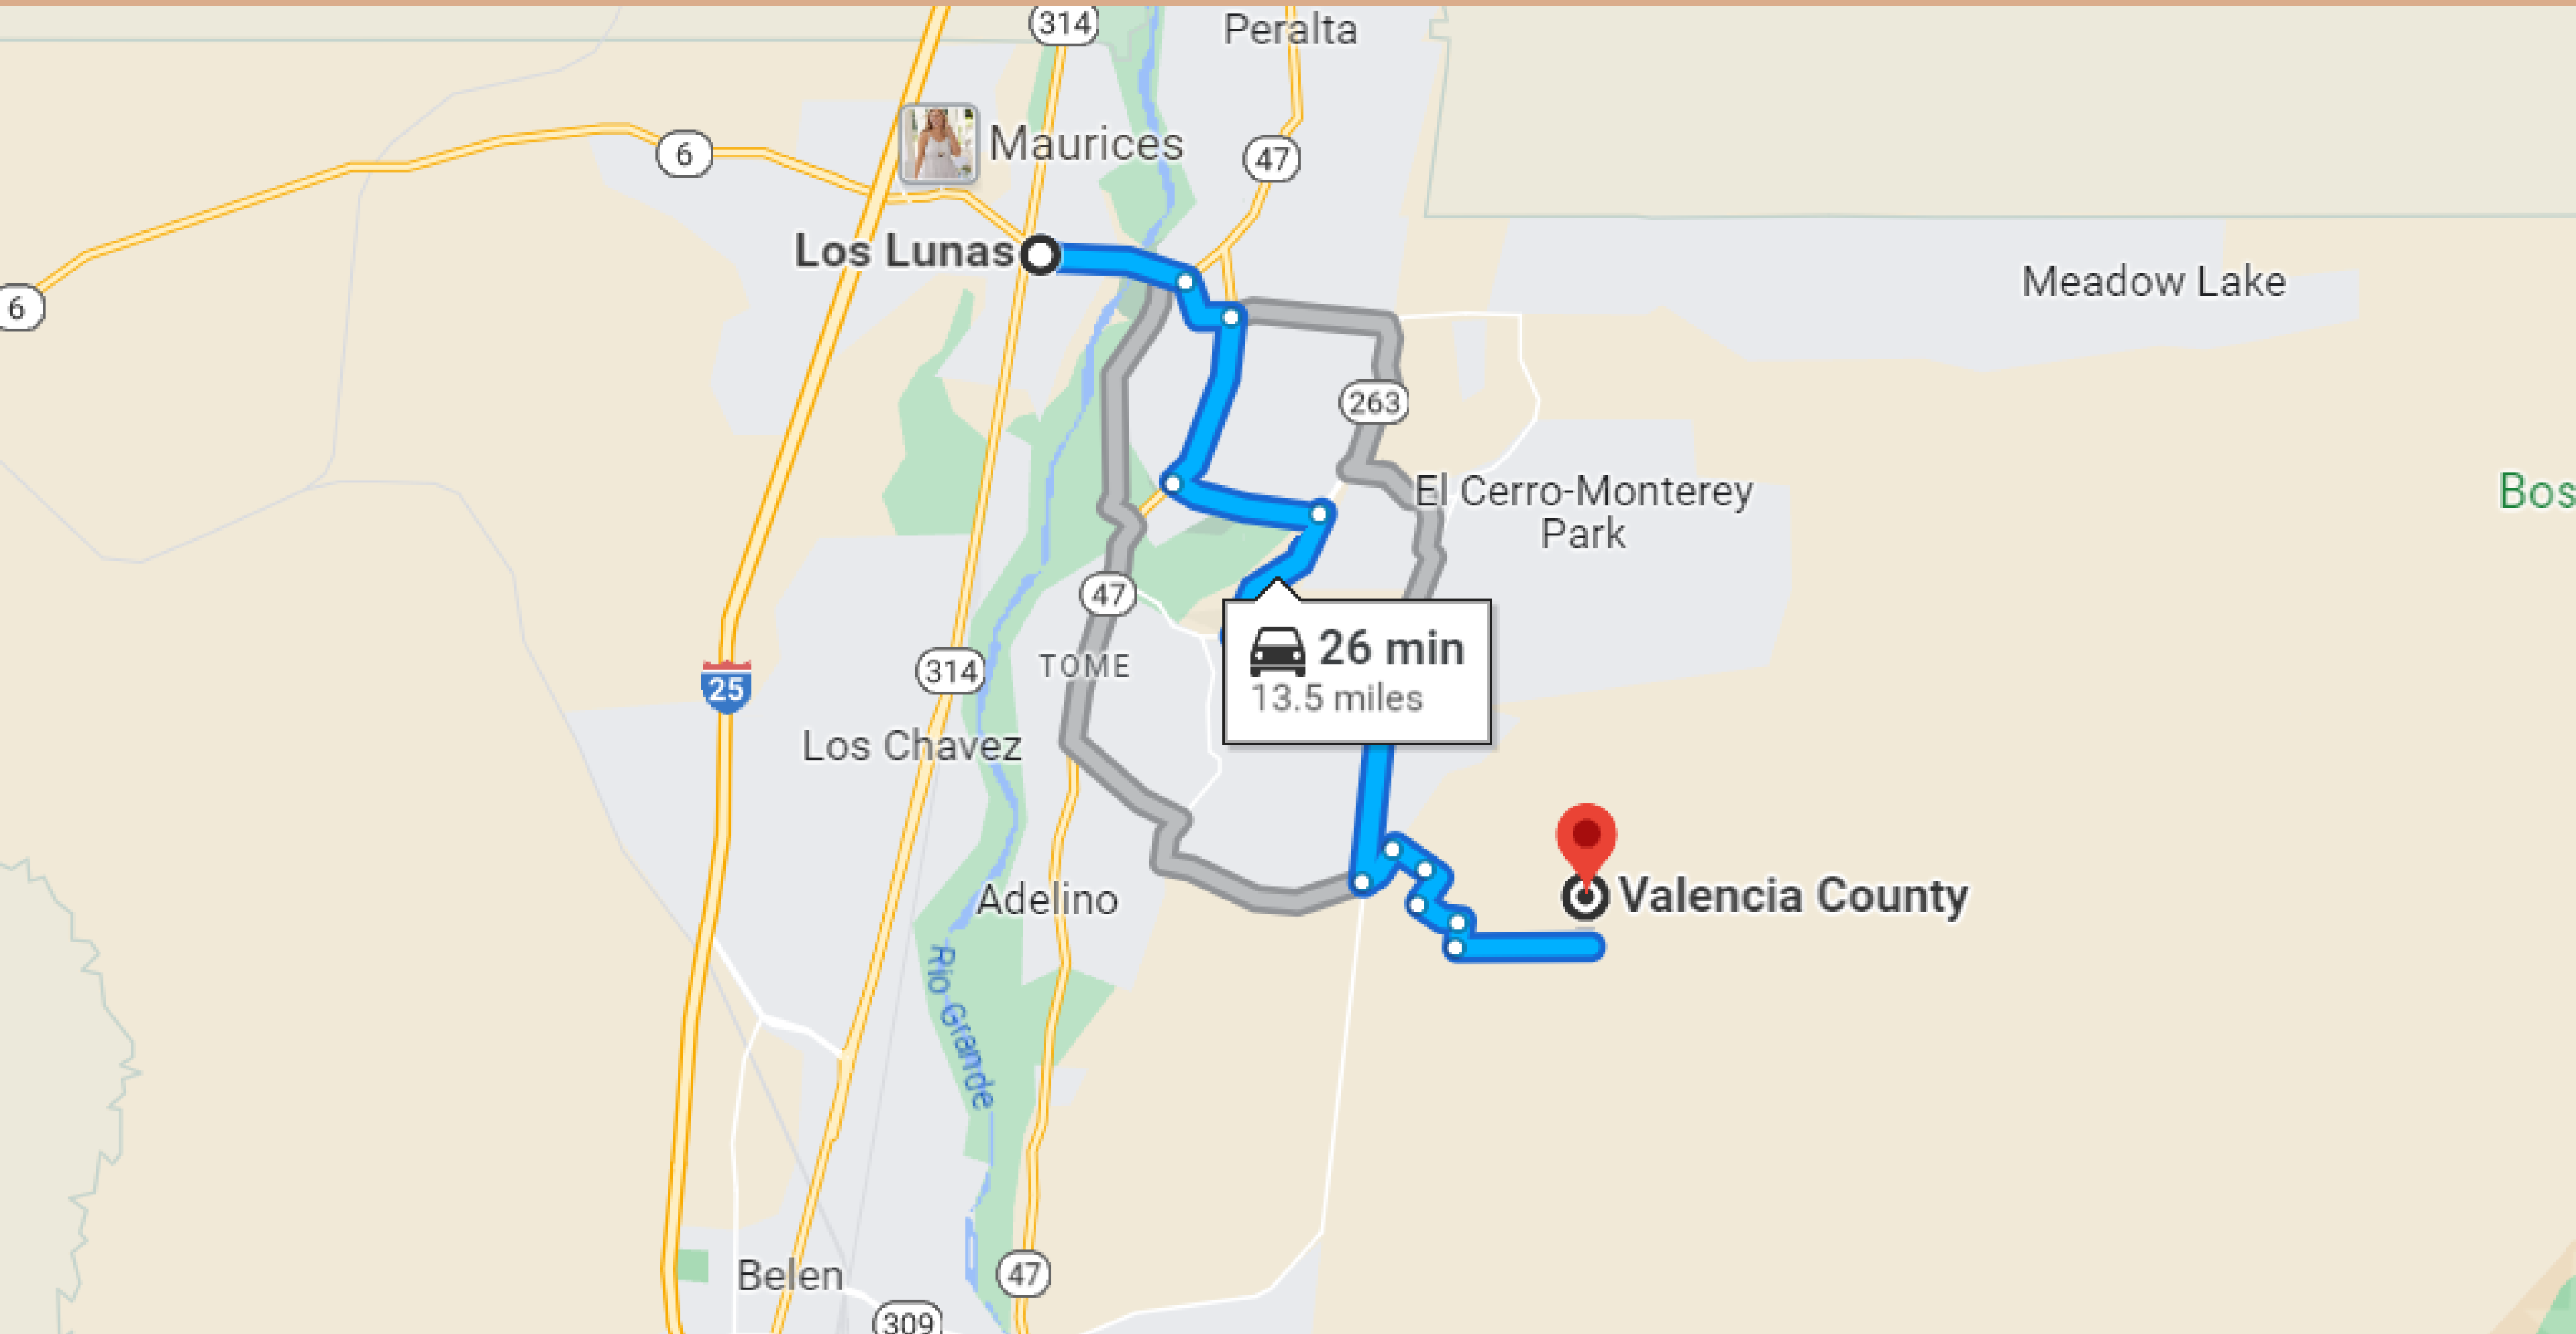 314
Peralta
6
Maurices
47
Los Lunas
6
Meadow Lake
263
El Cerro-Monterey
Park
Bos
47
26 min
13.5 miles
TOME
314
25
Los Chavez
Valencia County
Adelino
Rio Grande
Belen
47
309